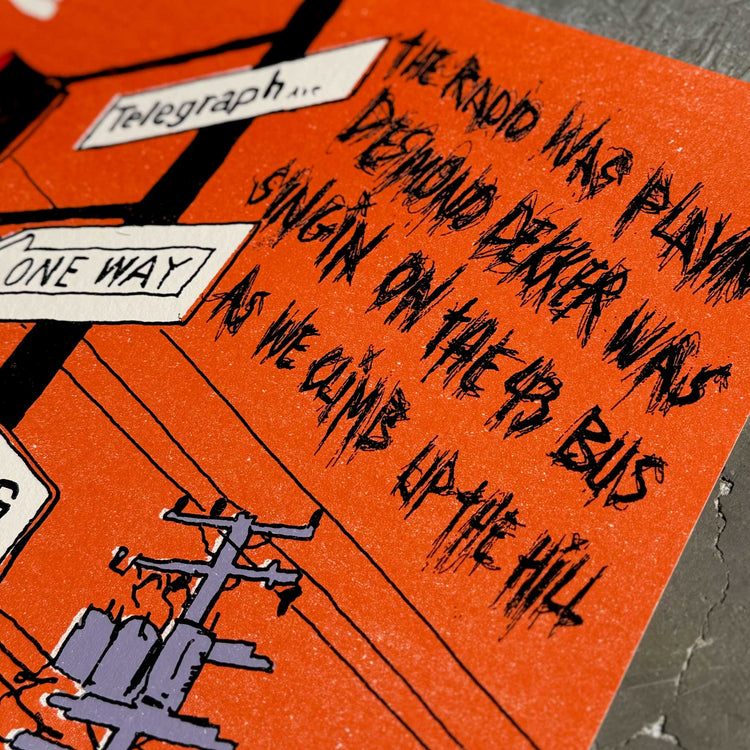 Telegraph Ave
ONE WAY
G
THE RADIO WAS PLAYIN
DESMOND DEKKER WAS
SINGIN ON THE 43 BUS
AS WE CLIMB UP THE HILL